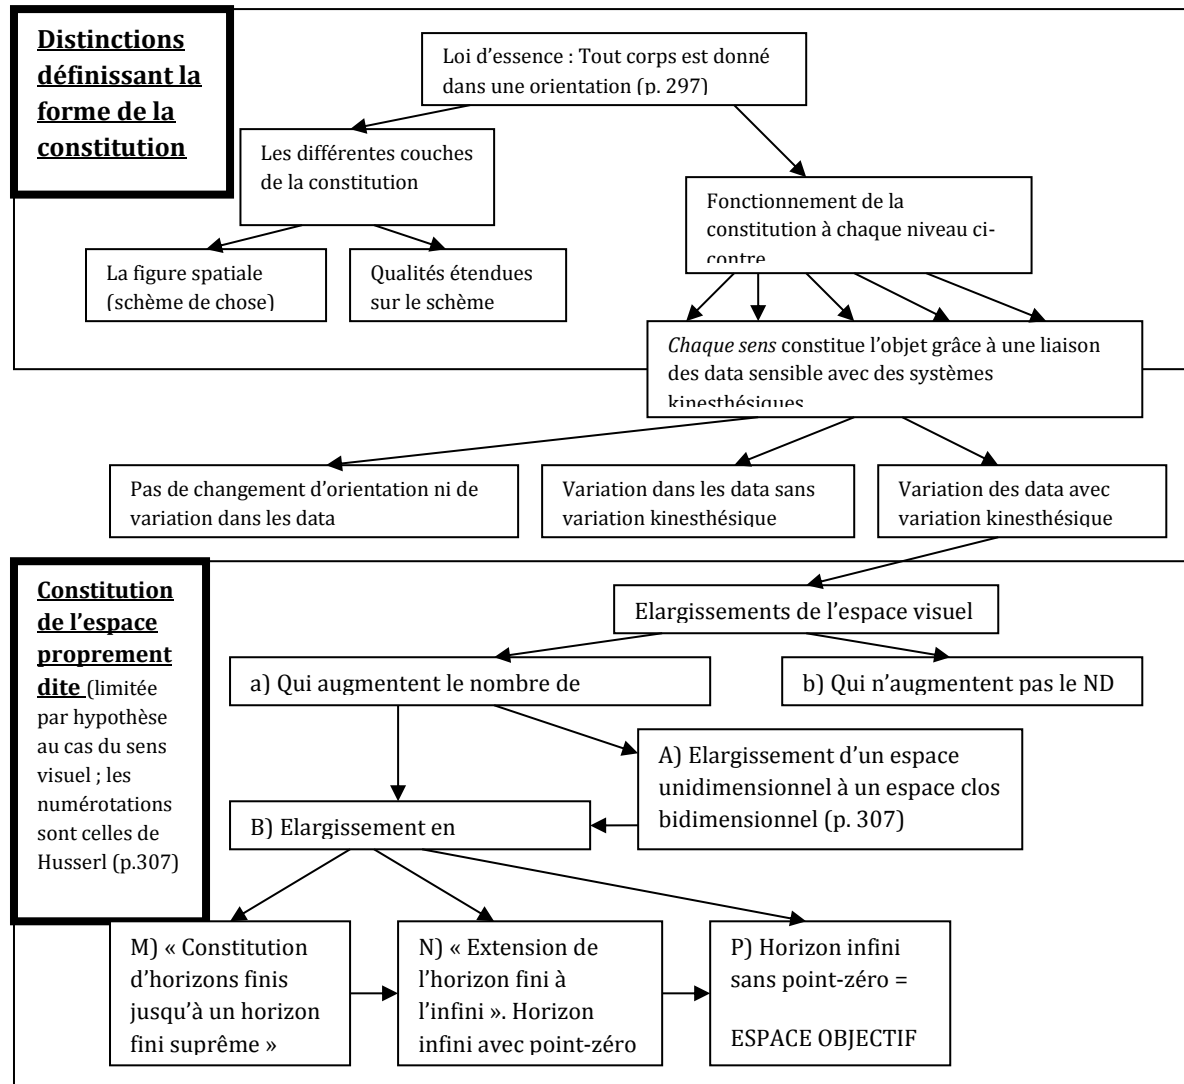 Distinctions
définissant la
forme de la
constitution
Loi d’essence : Tout corps est donné
dans une orientation (p. 297)
Les différentes couches
de la constitution
Fonctionnement de la
constitution à chaque niveau ci-
contre
La figure spatiale
(schème de chose)
Qualités étendues
sur le schème
Chaque sens constitue l’objet grâce à une liaison
des data sensible avec des systèmes
kinesthésiques
Pas de changement d’orientation ni de
variation dans les data
Variation dans les data sans
variation kinesthésique
Variation des data avec
variation kinesthésique
Constitution
de l’espace
proprement
dite (limitée
par hypothèse
au cas du sens
visuel ; les
numérotations
sont celles de
Husserl (p.307)
Elargissements de l’espace visuel
a) Qui augmentent le nombre de
b) Qui n’augmentent pas le ND
A) Elargissement d’un espace
unidimensionnel à un espace clos
bidimensionnel (p. 307)
B) Elargissement en
M) « Constitution
d’horizons finis
jusqu’à un horizon
fini suprême »
N) « Extension de
l’horizon fini à
l’infini ». Horizon
infini avec point-zéro
P) Horizon infini
sans point-zéro =
ESPACE OBJECTIF